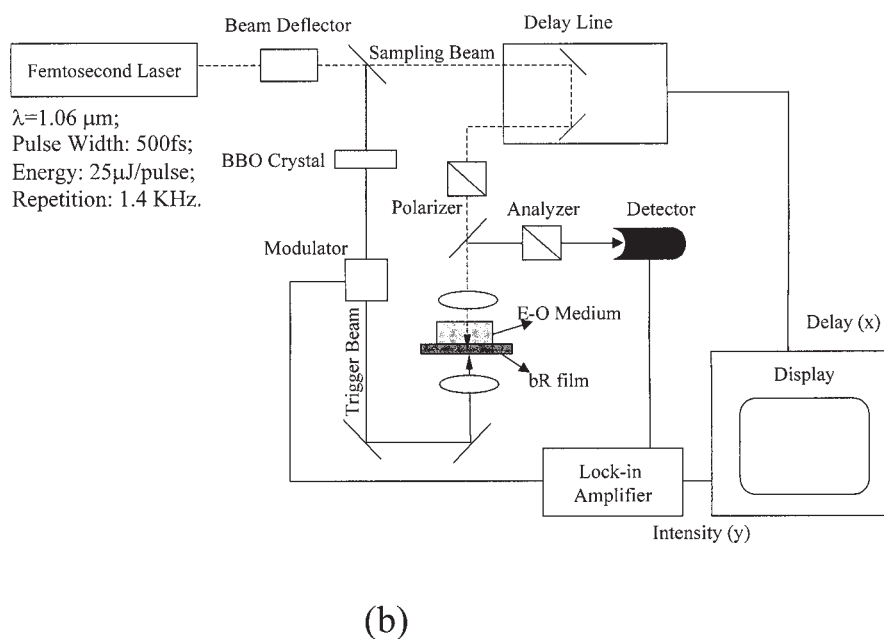 Beam Deflector
Delay Line
Sampling Beam
Femtosecond Laser
λ=1.06 μm;
Pulse Width: 500fs;
Energy: 25μJ/pulse;
Repetition: 1.4 KHz.
BBO Crystal
Polarizer
Analyzer
Detector
Modulator
E-O Medium
Trigger Beam
bR film
Delay (x)
Display
Lock-in
Amplifier
Intensity (y)
(b)